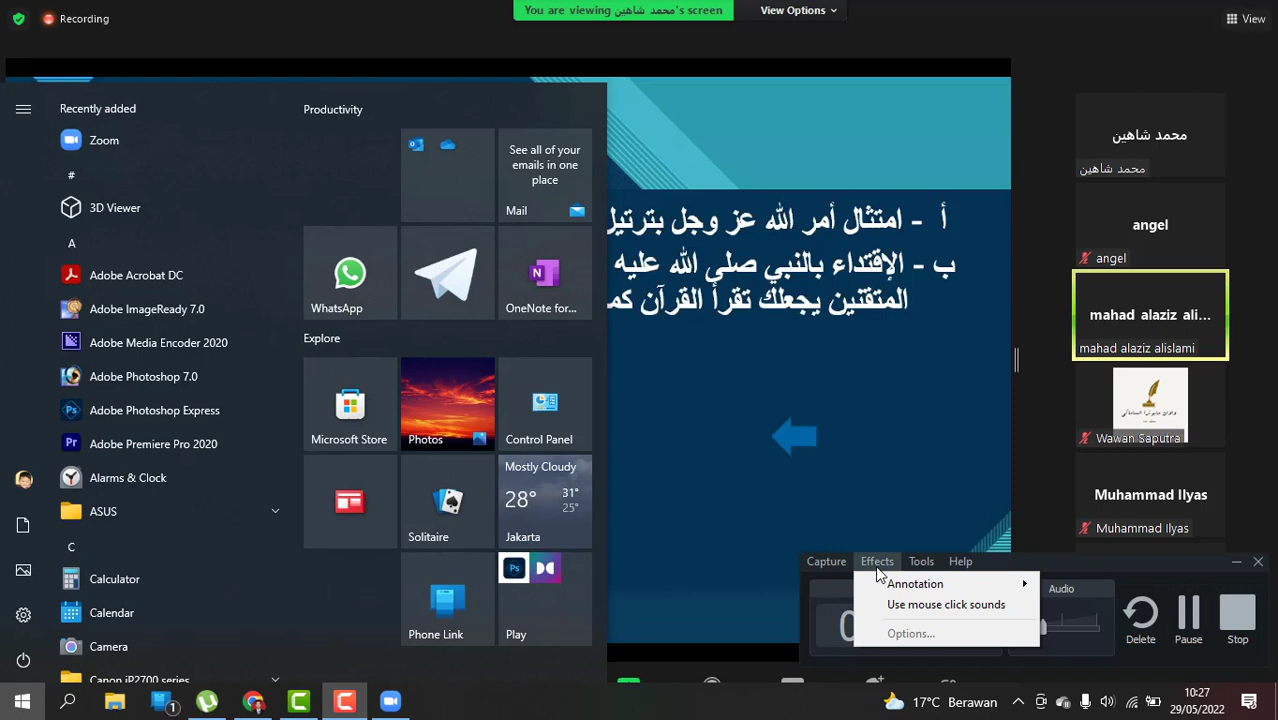 Recording
You are viewing محمد شاهين's screen
View Options
View
Recently added
Zoom
#
3D Viewer
A
Adobe Acrobat DC
Adobe ImageReady 7.0
Adobe Media Encoder 2020
Adobe Photoshop 7.0
Adobe Photoshop Express
Adobe Premiere Pro 2020
Alarms & Clock
ASUS
C
Calculator
Calendar
Camera
Canon iP2700 series
Productivity
See all of your
emails in one
place
Mail
WhatsApp
OneNote for...
Explore
Microsoft Store
Photos
Control Panel
Solitaire
Mostly Cloudy
28°
31°
25°
Jakarta
Phone Link
Play
أ - امتثال أمر الله عز وجل بترتيل
ب - الإقتداء بالنبي صلى الله عليه
المتقنين يجعلك تقرأ القرآن كم
محمد شاهين
محمد شاهين
angel
angel
mahad alaziz ali...
mahad alaziz alislami
Wawan Saputra
Muhammad Ilyas
Muhammad Ilyas
Capture
Effects
Tools
Help
Annotation
Use mouse click sounds
Options...
Audio
0
Delete
Pause
Stop
1
17°C Berawan
10:27
29/05/2022